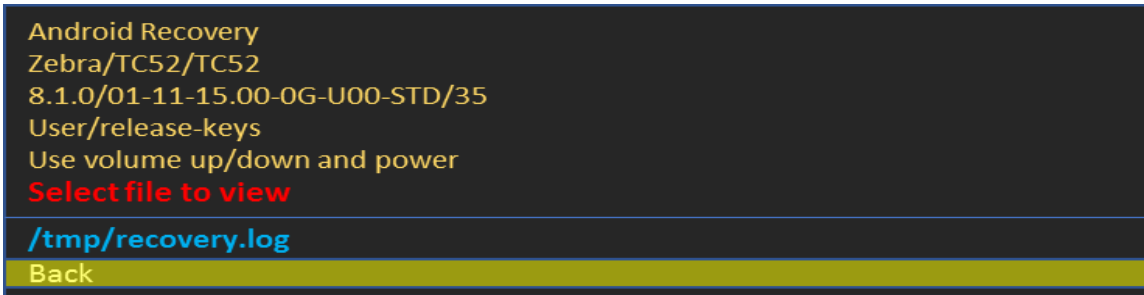 Android Recovery
Zebra/TC52/TC52
8.1.0/01-11-15.00-0G-U00-STD/35
User/release-keys
Use volume up/down and power
Select file to view
/tmp/recovery.log
Back